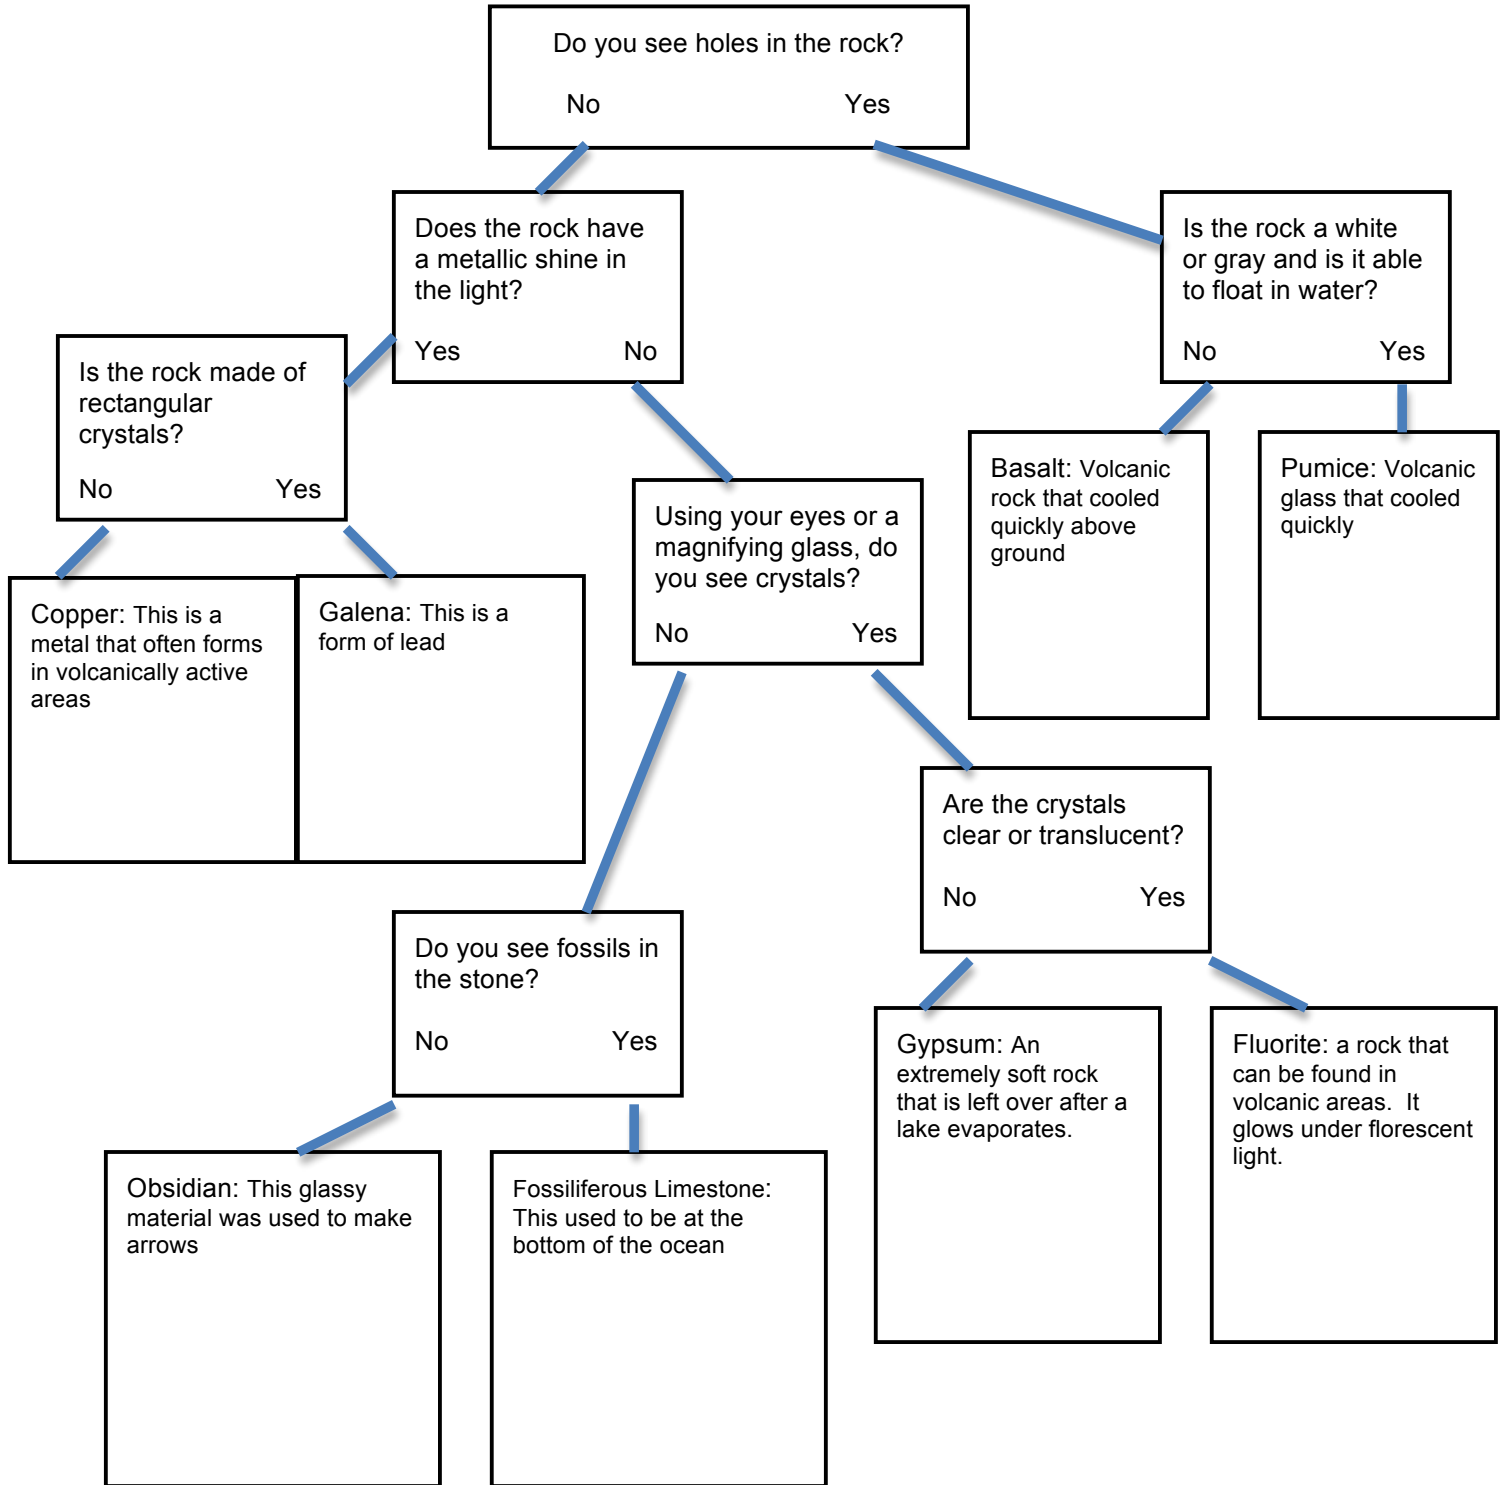 Do you see holes in the rock?
No Yes
Does the rock have
a metallic shine in
the light?
Yes No
Is the rock a white
or gray and is it able
to float in water?
No Yes
Is the rock made of
rectangular
crystals?
No Yes
Basalt: Volcanic
rock that cooled
quickly above
ground
Pumice: Volcanic
glass that cooled
quickly
Using your eyes or a
magnifying glass, do
you see crystals?
No Yes
Copper: This is a
metal that often forms
in volcanically active
areas
Galena: This is a
form of lead
Are the crystals
clear or translucent?
No Yes
Do you see fossils in
the stone?
No Yes
Gypsum: An
extremely soft rock
that is left over after a
lake evaporates.
Fluorite: a rock that
can be found in
volcanic areas.  It
glows under florescent
light.
Obsidian: This glassy
material was used to make
arrows
Fossiliferous Limestone:
This used to be at the
bottom of the ocean